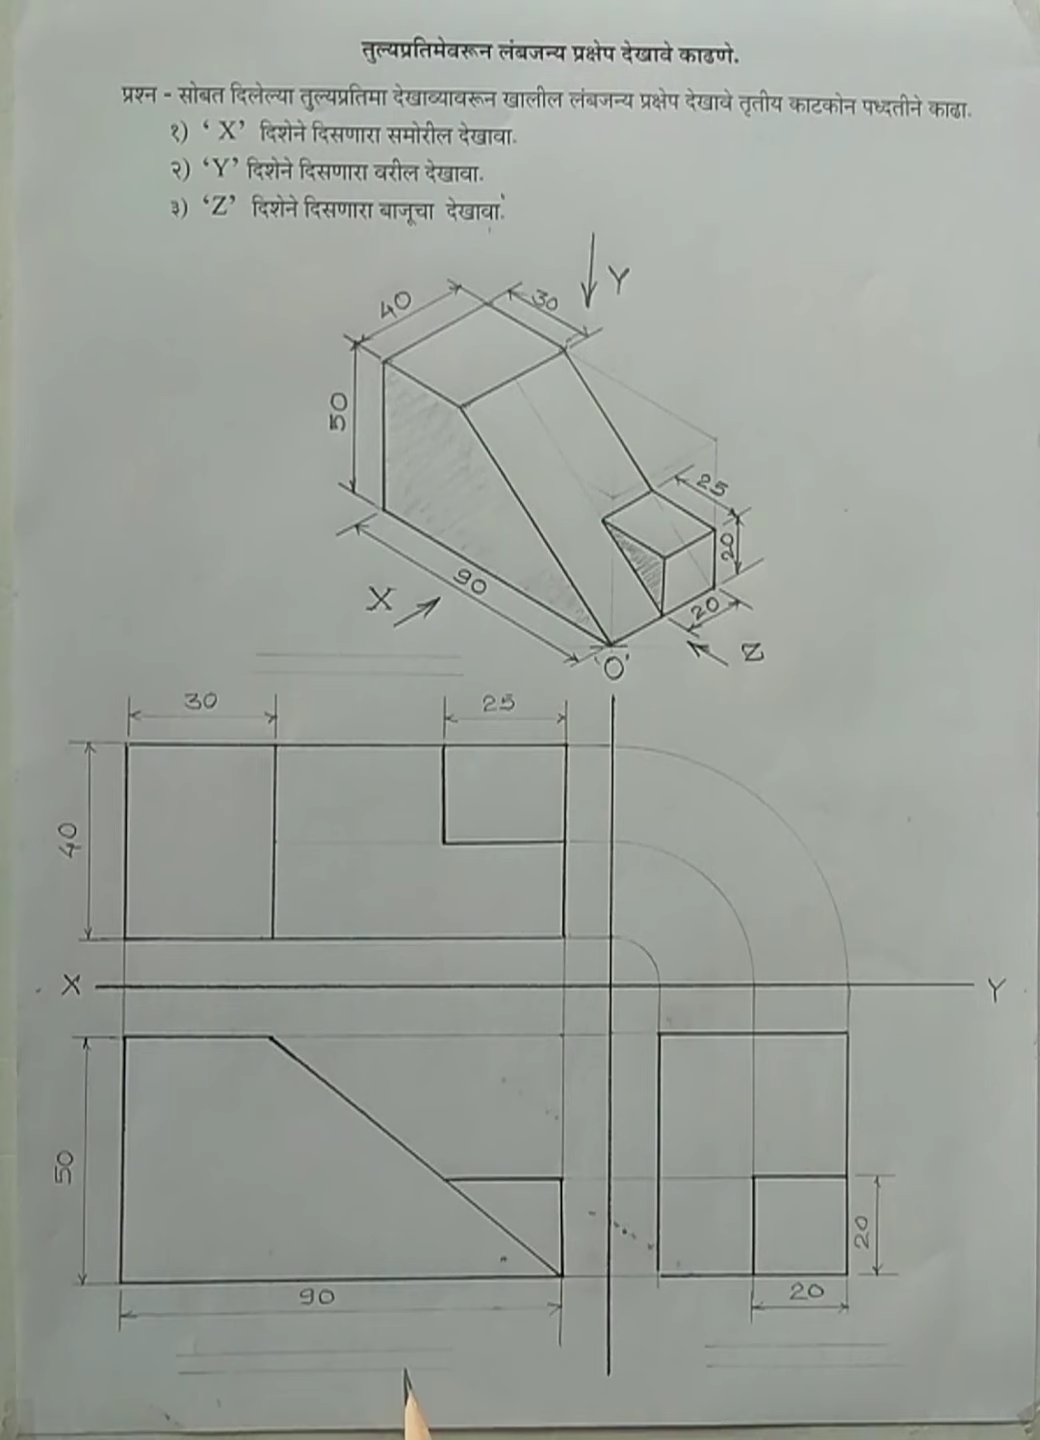 तुल्यप्रतिमेवरून लंबजन्य प्रक्षेप देखावे काढणे.
प्रश्न - सोबत दिलेल्या तुल्यप्रतिमा देखाव्यावरून खालील लंबजन्य प्रक्षेप देखावे तृतीय काटकोन पध्दतीने काढा.
१) ‘ X’ दिशेने दिसणारा समोरील देखावा.
२) ‘Y’ दिशेने दिसणारा वरील देखावा.
३) ‘Z’ दिशेने दिसणारा बाजूचा देखावा.
Y
40
30
50
25
20
90
X
20
Z
'O'
30
25
40
X
Y
50
20
90
20